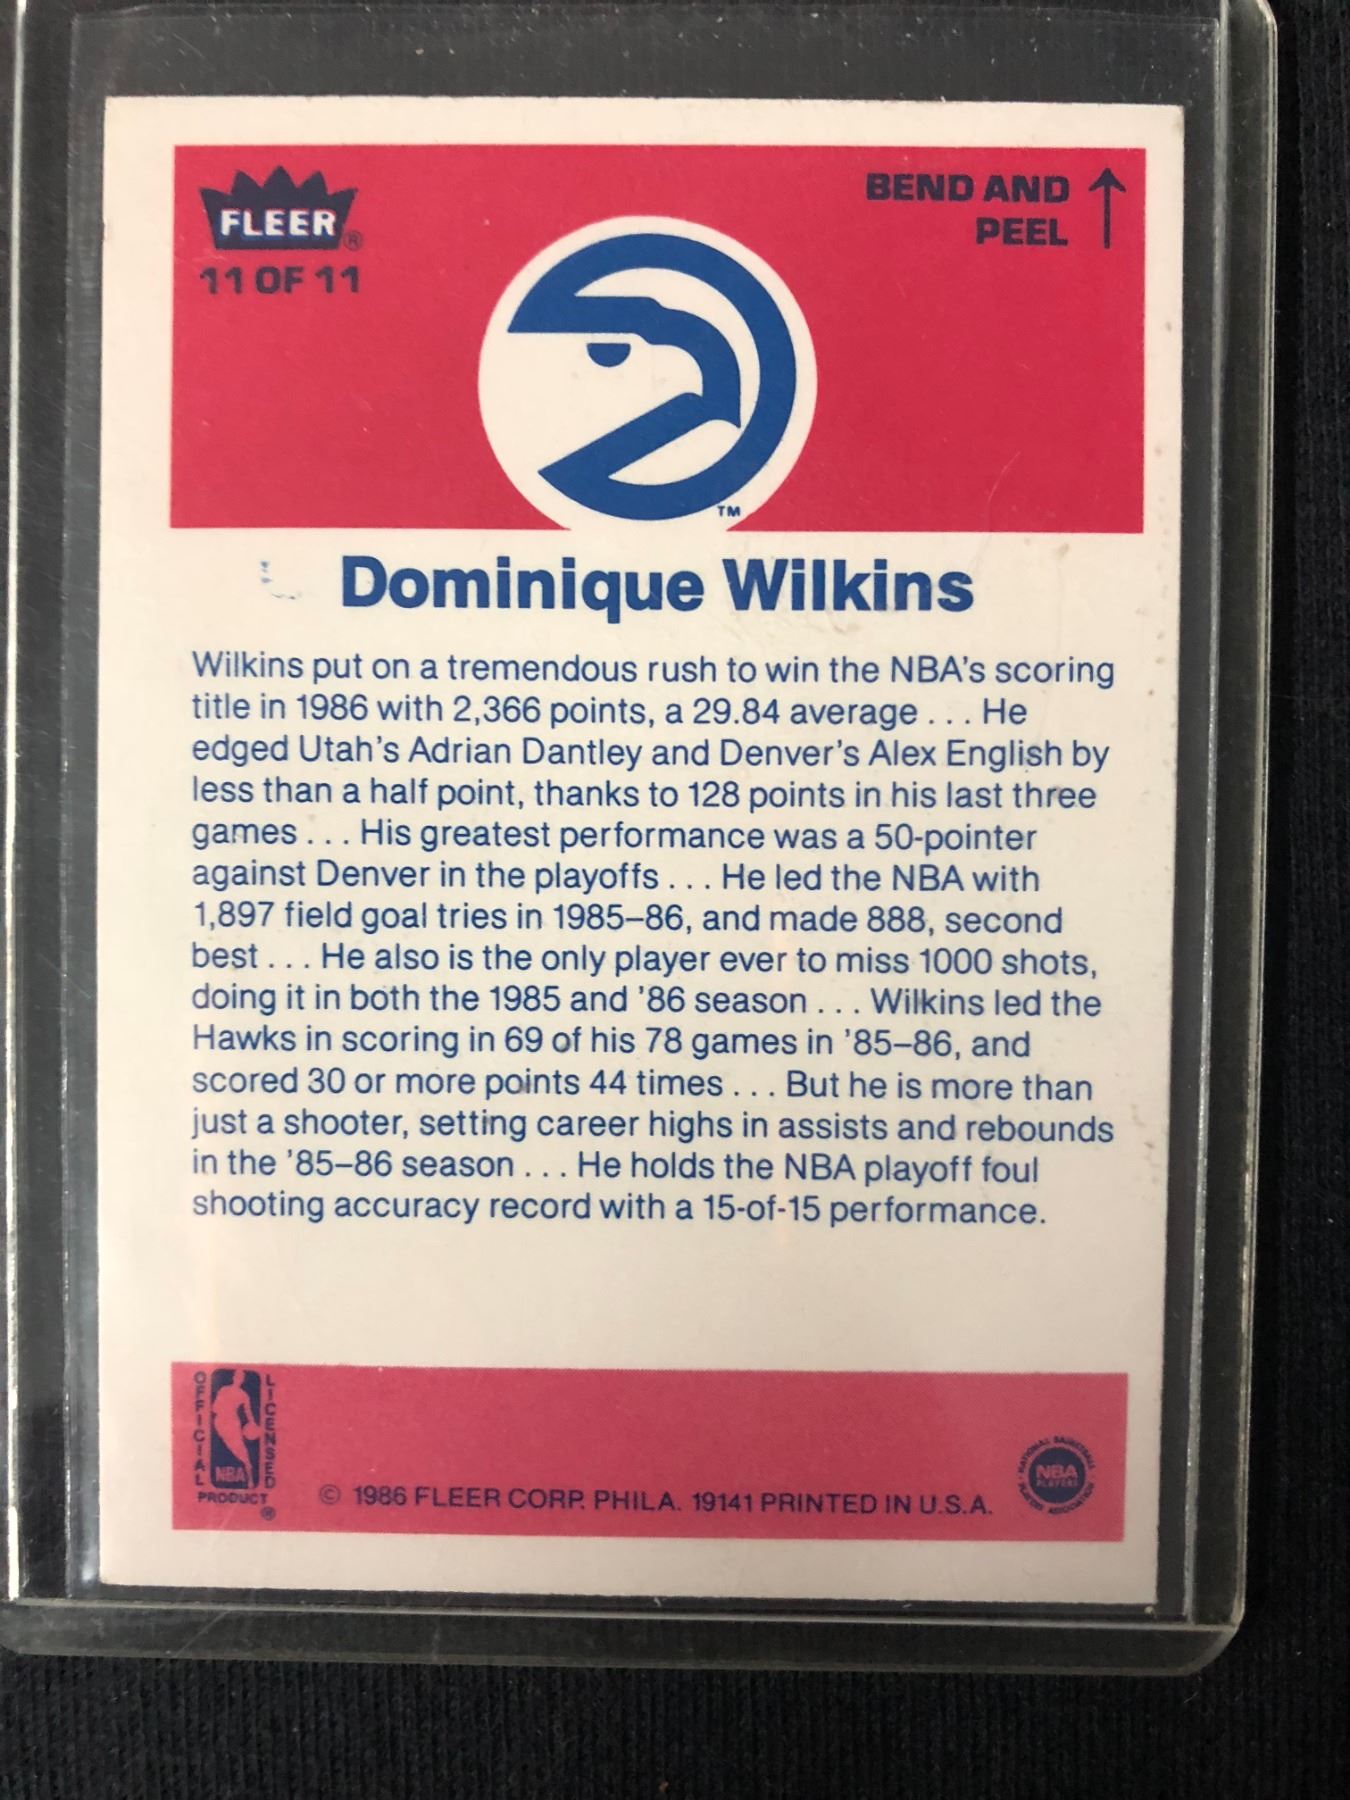 FLEER®
11 OF 11
BEND AND
PEEL
TM
Dominique Wilkins
Wilkins put on a tremendous rush to win the NBA's scoring
title in 1986 with 2,366 points, a 29.84 average . . . He
edged Utah's Adrian Dantley and Denver's Alex English by
less than a half point, thanks to 128 points in his last three
games . . . His greatest performance was a 50-pointer
against Denver in the playoffs . . . He led the NBA with
1,897 field goal tries in 1985–86, and made 888, second
best . . . He also is the only player ever to miss 1000 shots,
doing it in both the 1985 and '86 season . . . Wilkins led the
Hawks in scoring in 69 of his 78 games in '85–86, and
scored 30 or more points 44 times . . . But he is more than
just a shooter, setting career highs in assists and rebounds
in the '85–86 season . . . He holds the NBA playoff foul
shooting accuracy record with a 15-of-15 performance.
OFFICIAL
LICENSED
NBA
PRODUCT
®
© 1986 FLEER CORP. PHILA. 19141 PRINTED IN U.S.A.
NATIONAL BASKETBALL
NBA
PLAYERS
PLAYERS ASSOCIATION